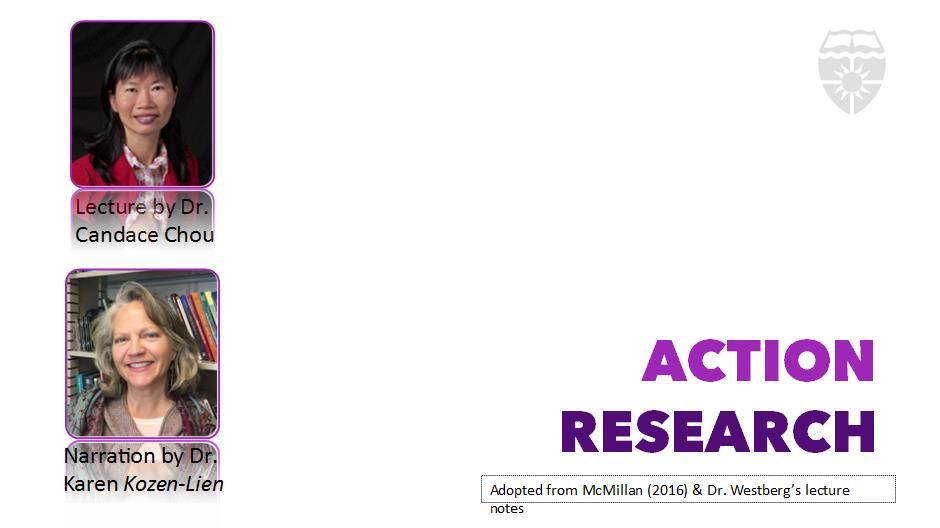 Lecture by Dr.
Candace Chou
Narration by Dr.
Karen Kozen-Lien
ACTION
RESEARCH
Adopted from McMillan (2016) & Dr. Westberg's lecture
notes